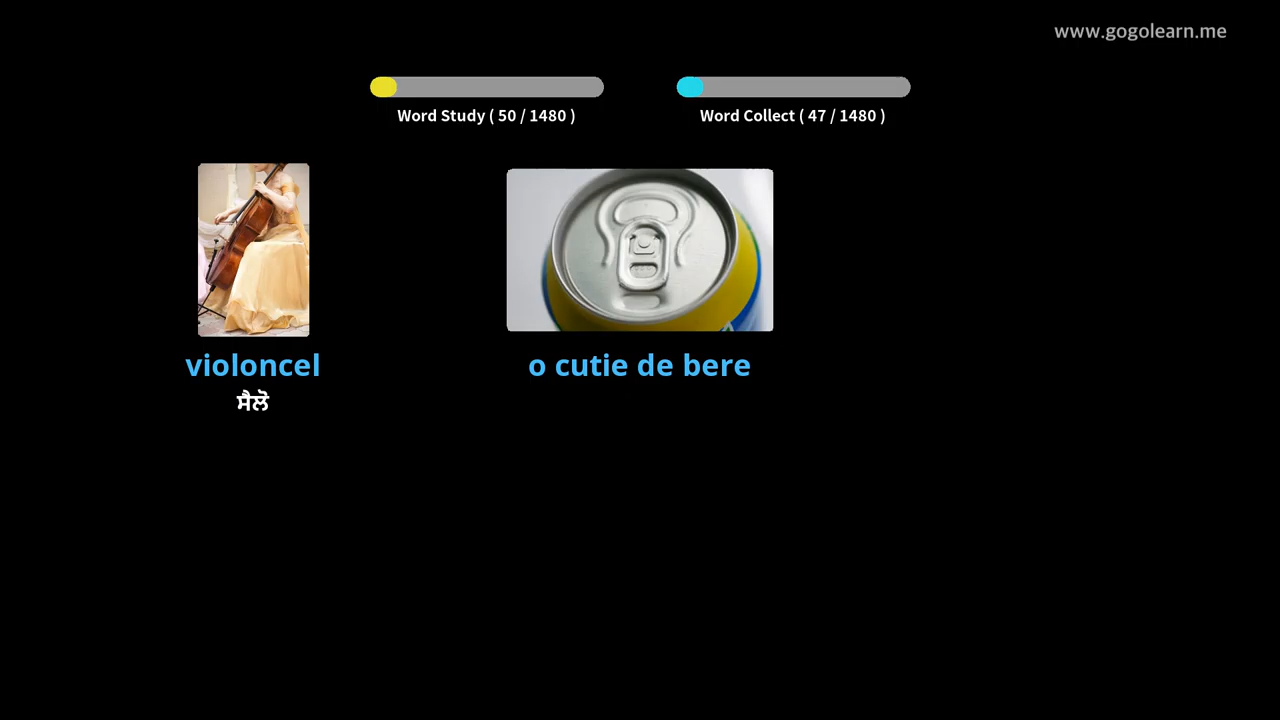 www.gogolearn.me
Word Study ( 50 / 1480 )
Word Collect ( 47 / 1480 )
violoncel
ਸੈਲੋ
o cutie de bere